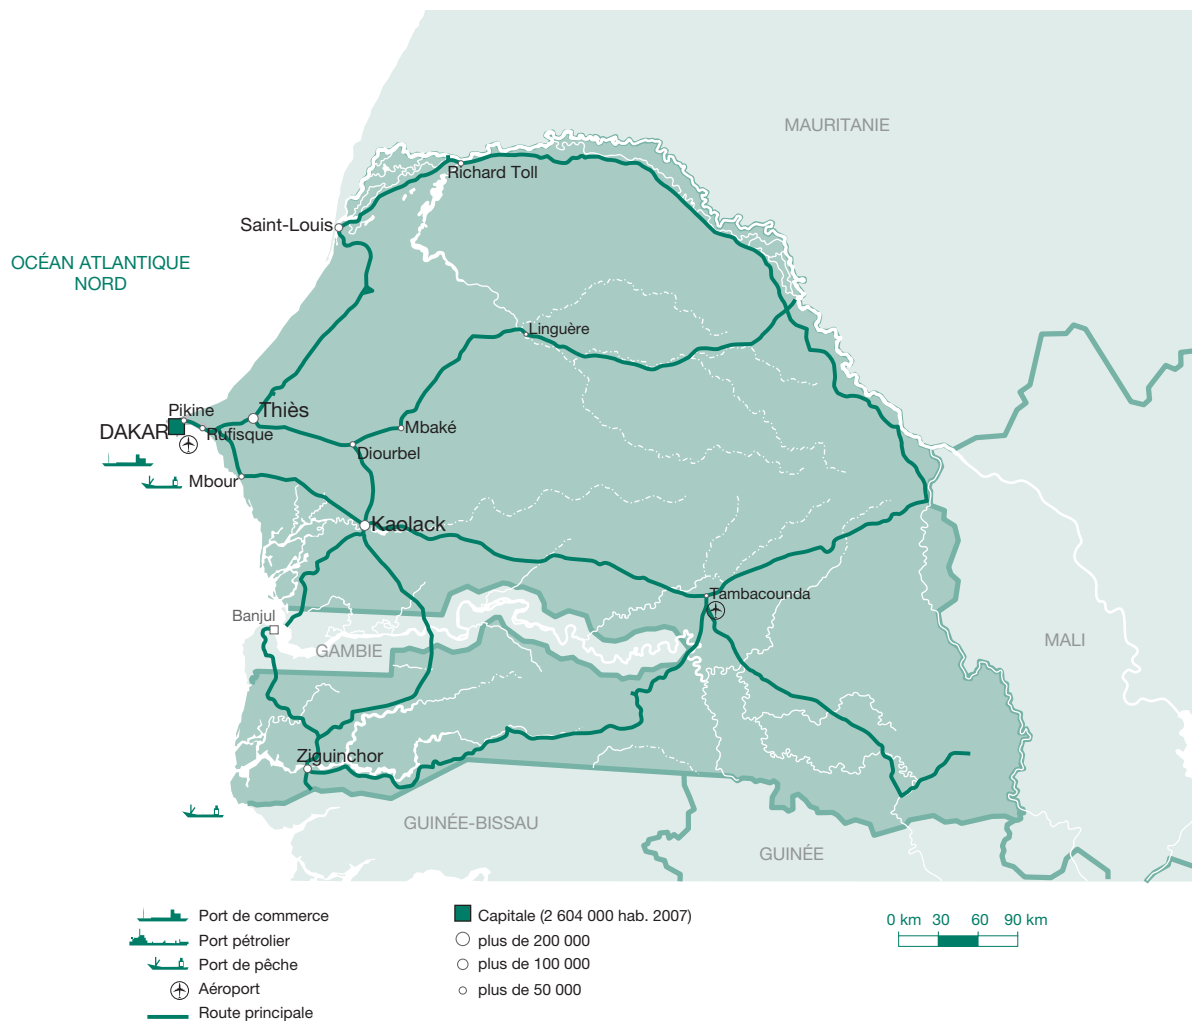 MAURITANIE
Richard Toll
Saint-Louis
OCÉAN ATLANTIQUE
NORD
Linguère
Pikine
Thiès
DAKAR
Rufisque
Mbaké
Diourbel
Mbour
Kaolack
Tambacounda
Banjul
GAMBIE
MALI
Ziguinchor
GUINÉE-BISSAU
GUINÉE
Port de commerce
Port pétrolier
Port de pêche
Aéroport
Route principale
Capitale (2 604 000 hab. 2007)
plus de 200 000
plus de 100 000
plus de 50 000
0 km 30 60 90 km